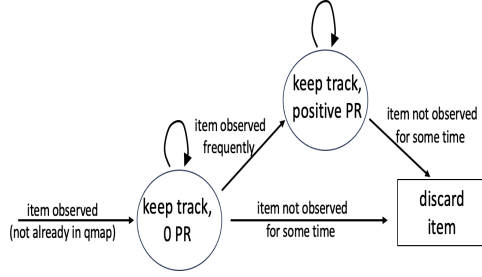 keep track,
positive PR
item observed
frequently
item not observed
for some time
item observed
(not already in qmap)
keep track,
0 PR
item not observed
for some time
discard
item